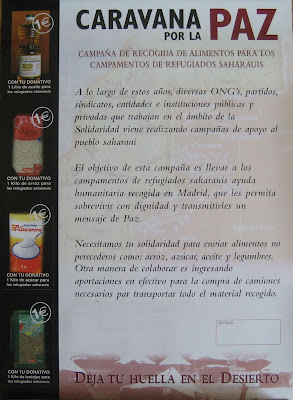 CARAVANA
POR LA PAZ
CAMPAÑA DE RECOGIDA DE ALIMENTOS PARA LOS
CAMPAMENTOS DE REFUGIADOS SAHARAUIS
A lo largo de estos años, diversas ONG's, partidos,
sindicatos, entidades e instituciones públicas y
privadas que trabajan en el ámbito de la
Solidaridad viene realizando campañas de apoyo al
pueblo saharaui
El objetivo de esta campaña es llevar a los
campamentos de refugiados saharauis ayuda
humanitaria recogida en Madrid, que les permita
sobrevivir con dignidad y transmitirles un
mensaje de Paz.
Necesitamos tu solidaridad para enviar alimentos no
perecederos como: arroz, azúcar, aceite y legumbres.
Otra manera de colaborar es ingresando
aportaciones en efectivo para la compra de camiones
necesarios par transportar todo el material recogido.
DEJA TU HUELLA EN EL DESIERTO
1€
CON TU DONATIVO
1 Litro de aceite para
los refugiados saharauis
1€
CON TU DONATIVO
1 Kilo de arroz para
los refugiados saharauis
1€
Azucarera
CON TU DONATIVO
1 Kilo de azúcar para
los refugiados saharauis
1€
CON TU DONATIVO
1 Kilo de lentejas para
los refugiados saharauis